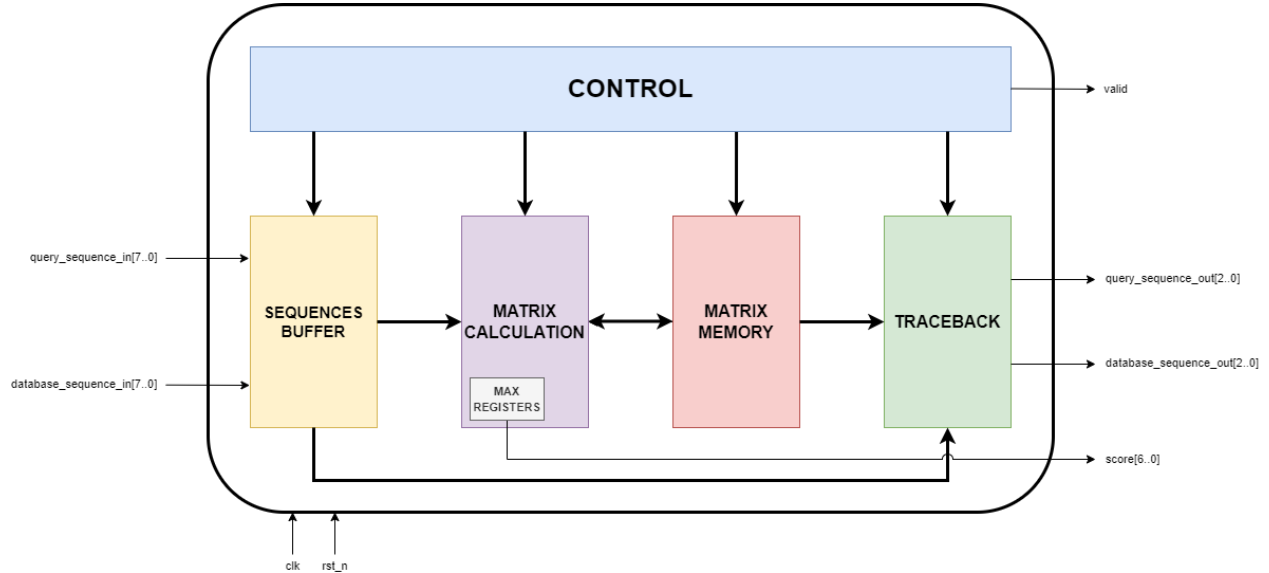 CONTROL
valid
query_sequence_in[7..0]
database_sequence_in[7..0]
SEQUENCES
BUFFER
MATRIX
CALCULATION
MAX
REGISTERS
MATRIX
MEMORY
TRACEBACK
query_sequence_out[2..0]
database_sequence_out[2..0]
score[6..0]
clk
rst_n